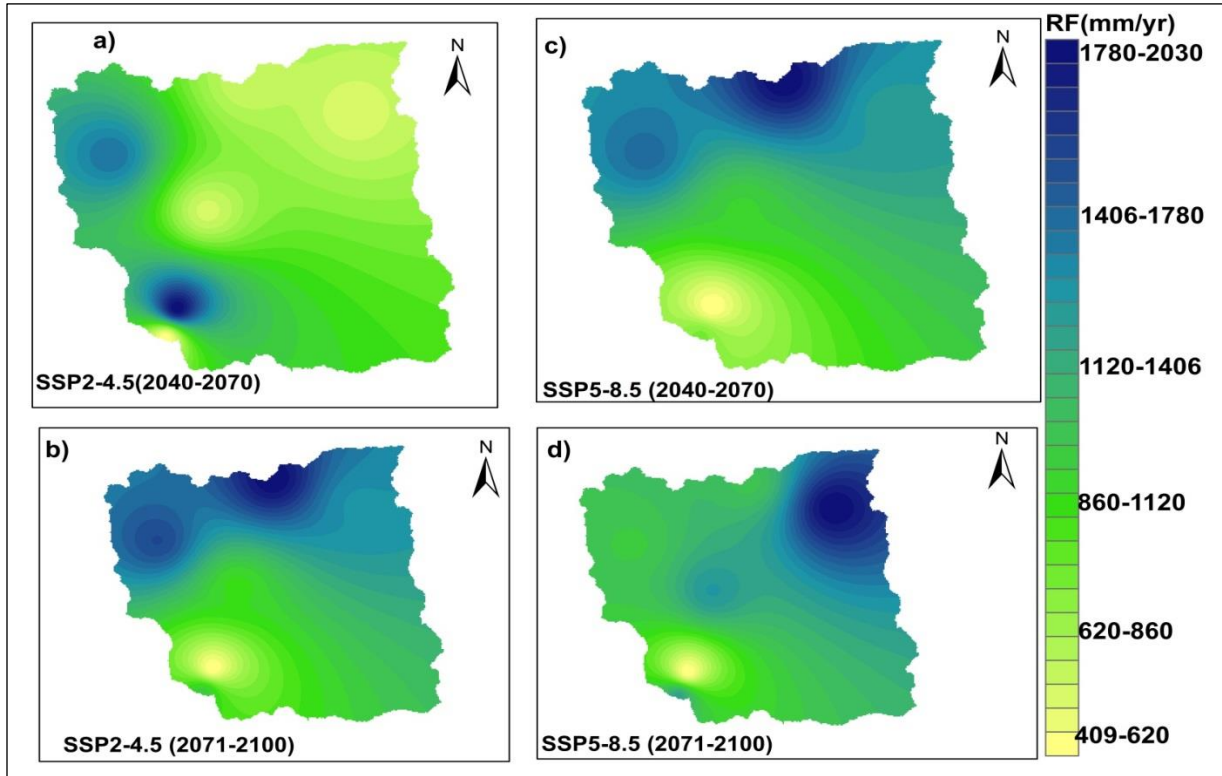 a)
N
SSP2-4.5(2040-2070)
c)
N
SSP5-8.5 (2040-2070)
b)
N
SSP2-4.5 (2071-2100)
d)
N
SSP5-8.5 (2071-2100)
RF(mm/yr)
1780-2030
1406-1780
1120-1406
860-1120
620-860
409-620